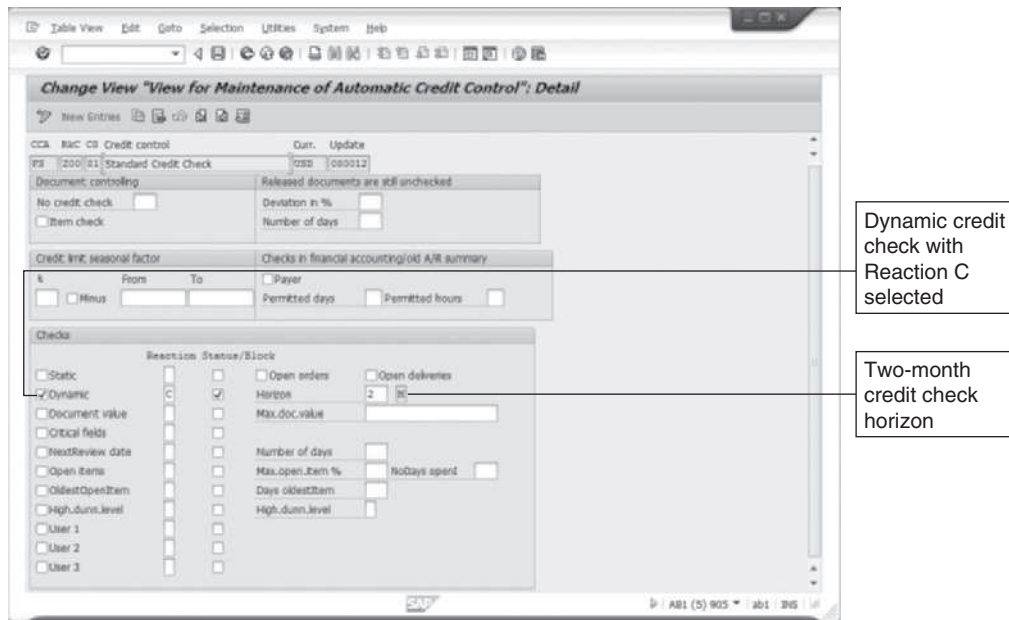 Table View Edit Goto Selection Utilities System Help
Change View "View for Maintenance of Automatic Credit Control": Detail
New Entries
CCA RkC CG Credit control Curr. Update
Z00 01 Standard Credit Check USD 000012
Document controlling
No credit check
Item check
Released documents are still unchecked
Deviation in %
Number of days
Credit limit seasonal factor
% From To
Minus
Checks in financial accounting/old A/R summary
Payer
Permitted days Permitted hours
Checks
Reaction Status/Block
Static Open orders Open deliveries
Dynamic C Horizon 2 M
Document value Max.doc.value
Critical fields
NextReview date Number of days
Open items Max.open.item % NoDays openI
OldestOpenItem Days oldestItem
High.dunn.level High.dunn.level
User 1
User 2
User 3
SAP
AB1 (5) 905 ab1 INS
Dynamic credit
check with
Reaction C
selected
Two-month
credit check
horizon